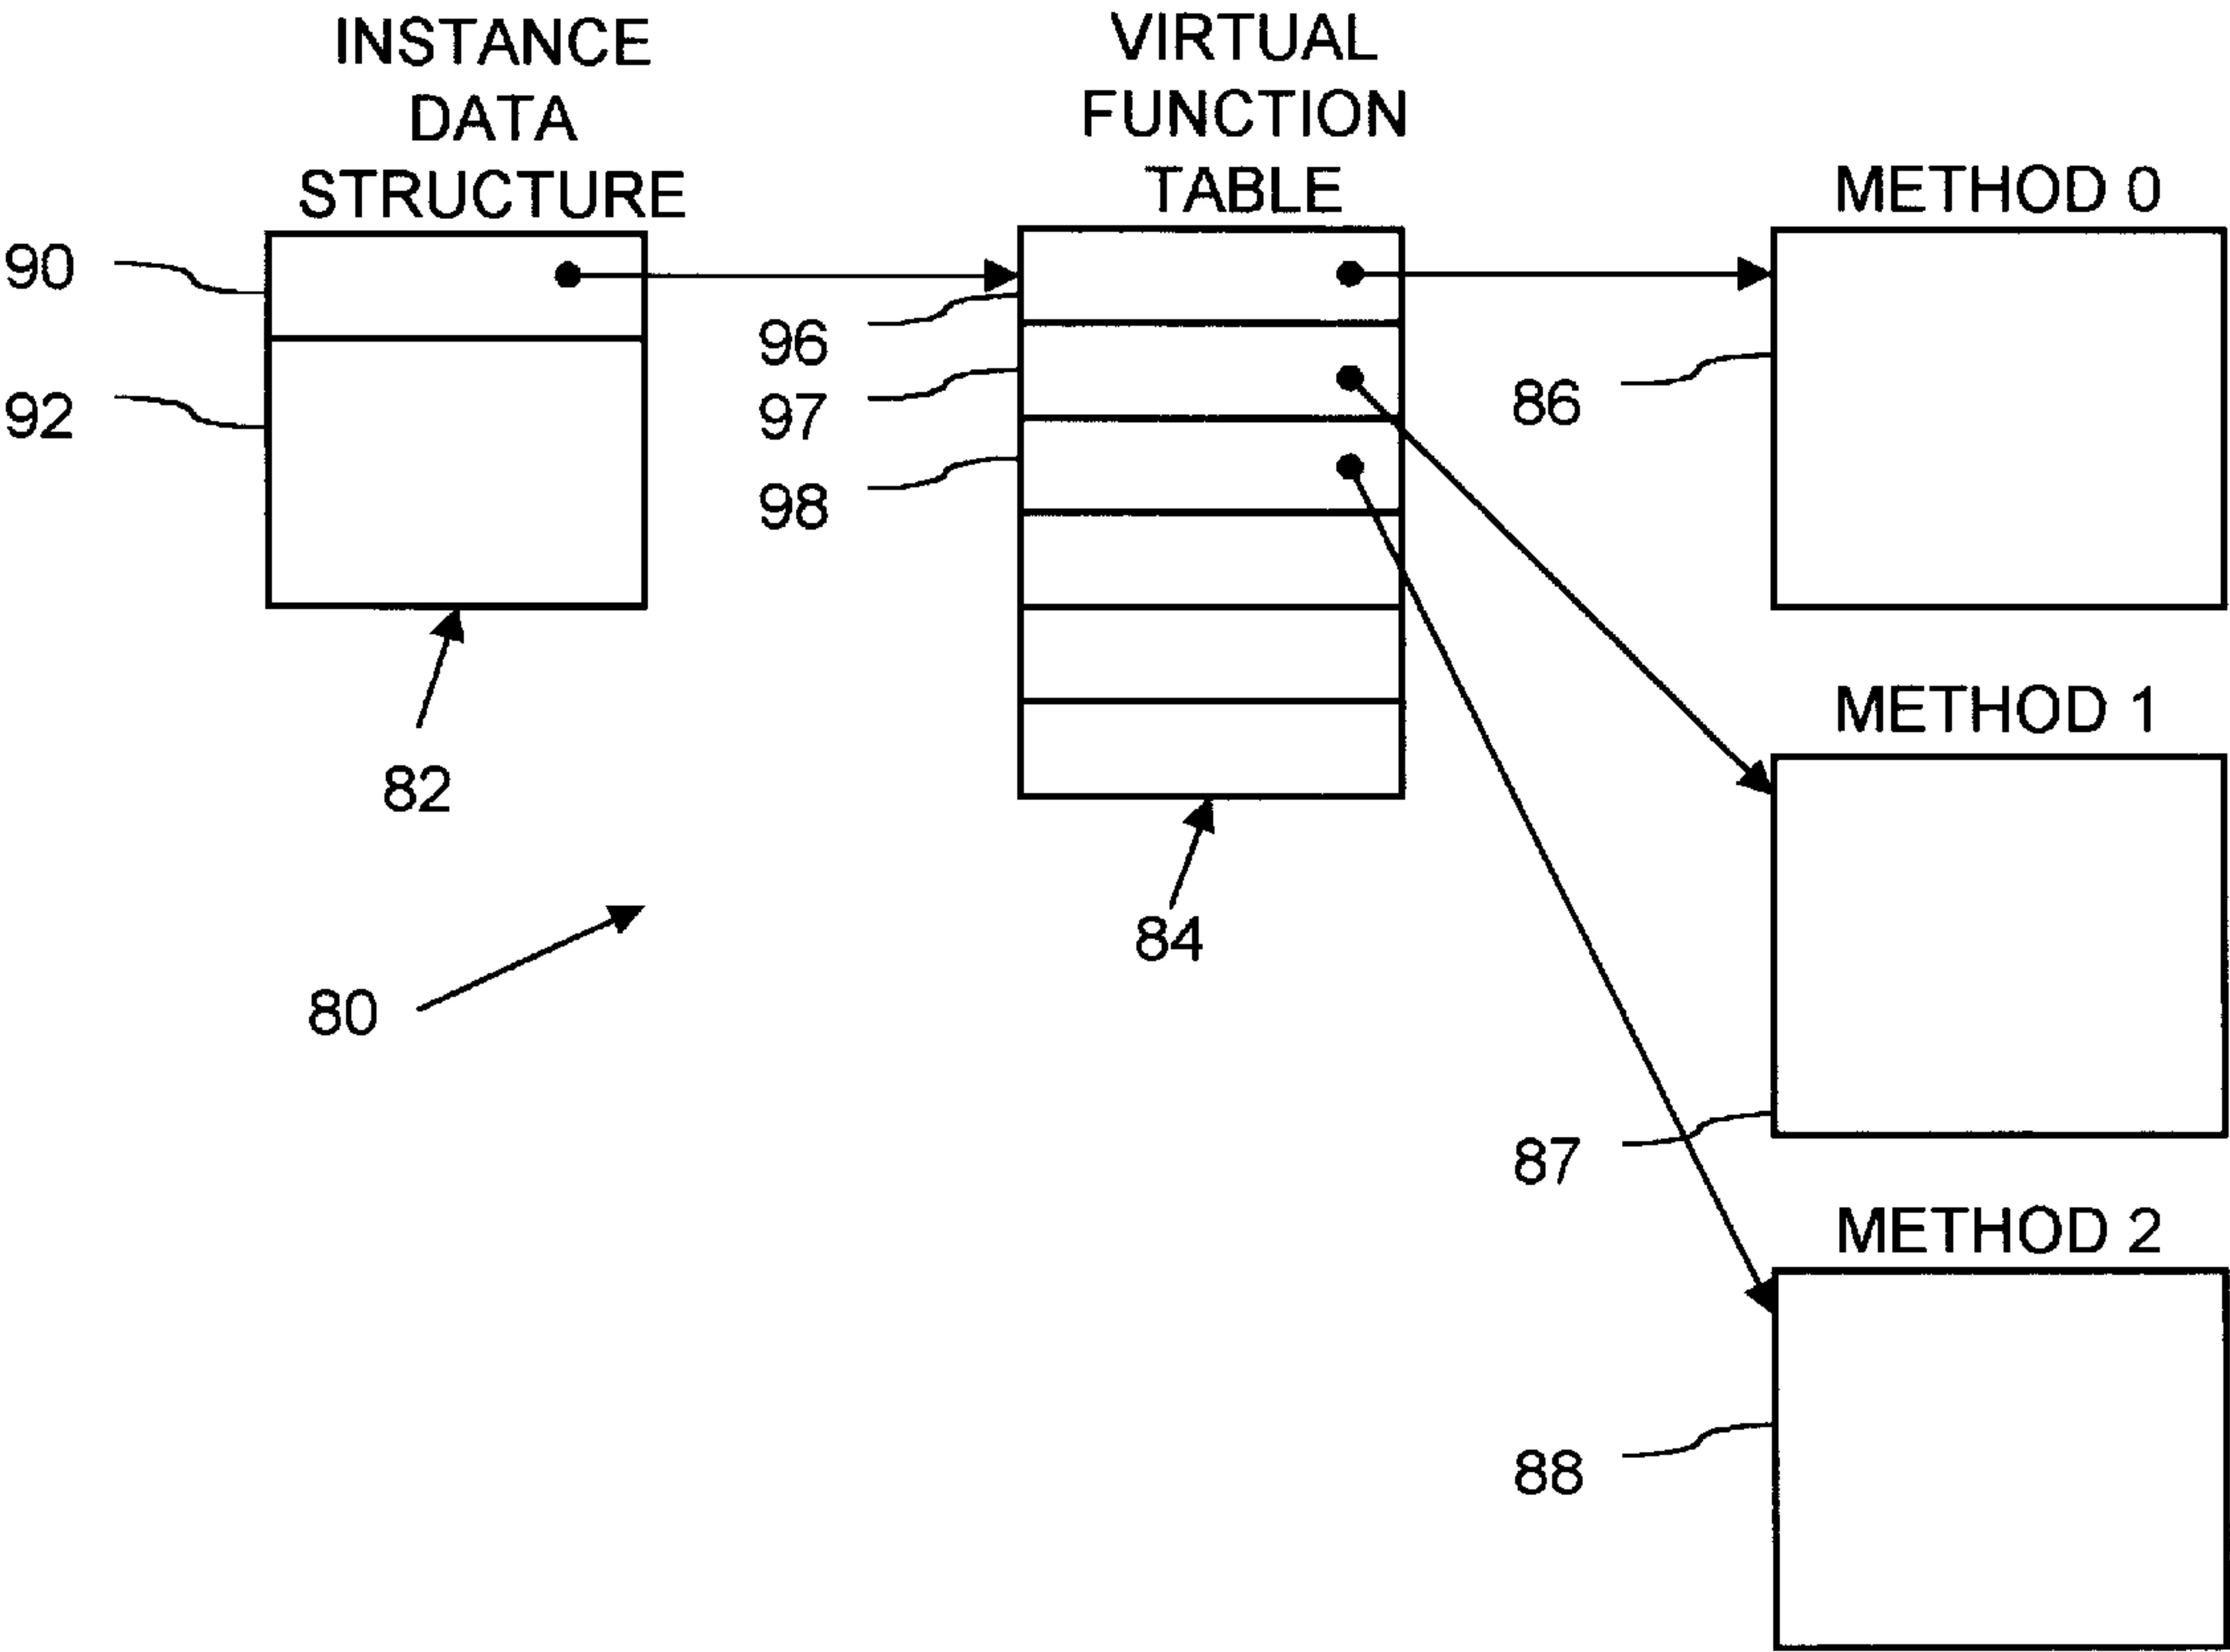 INSTANCE
DATA
STRUCTURE
VIRTUAL
FUNCTION
TABLE
METHOD 0
90
92
96
97
98
86
82
84
80
METHOD 1
87
METHOD 2
88